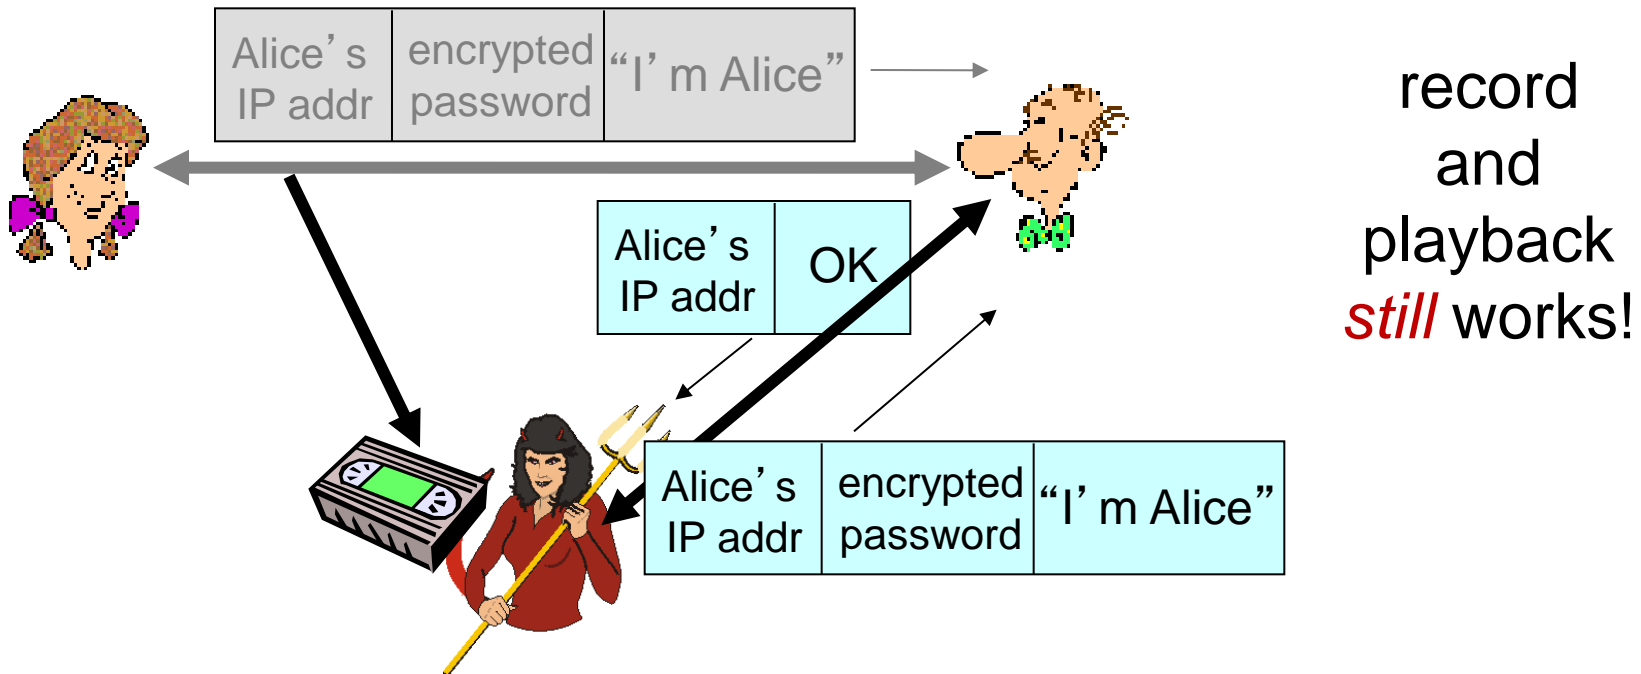 Alice’s
IP addr
encrypted
password
“I’m Alice”
record
and
playback
still works!
Alice’s
IP addr
OK
Alice’s
IP addr
encrypted
password
“I’m Alice”